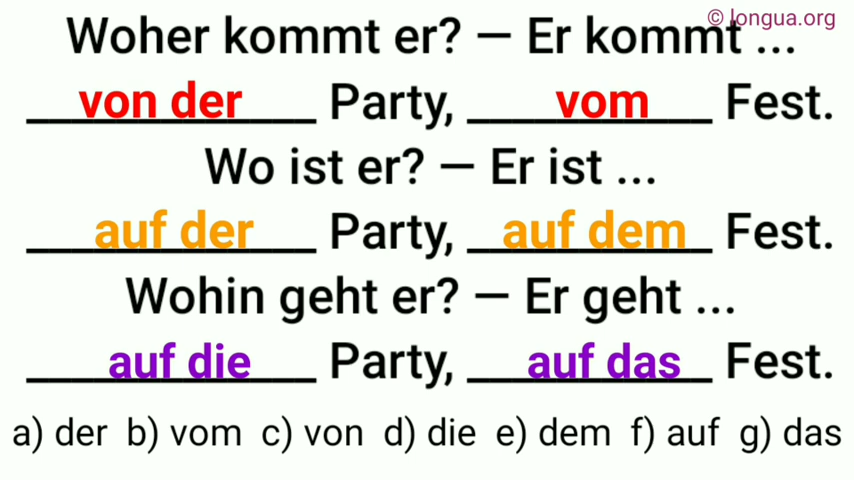 © longua.org
Woher kommt er? — Er kommt ...
von der Party, vom Fest.
Wo ist er? — Er ist ...
auf der Party, auf dem Fest.
Wohin geht er? — Er geht ...
auf die Party, auf das Fest.
a) der b) vom c) von d) die e) dem f) auf g) das